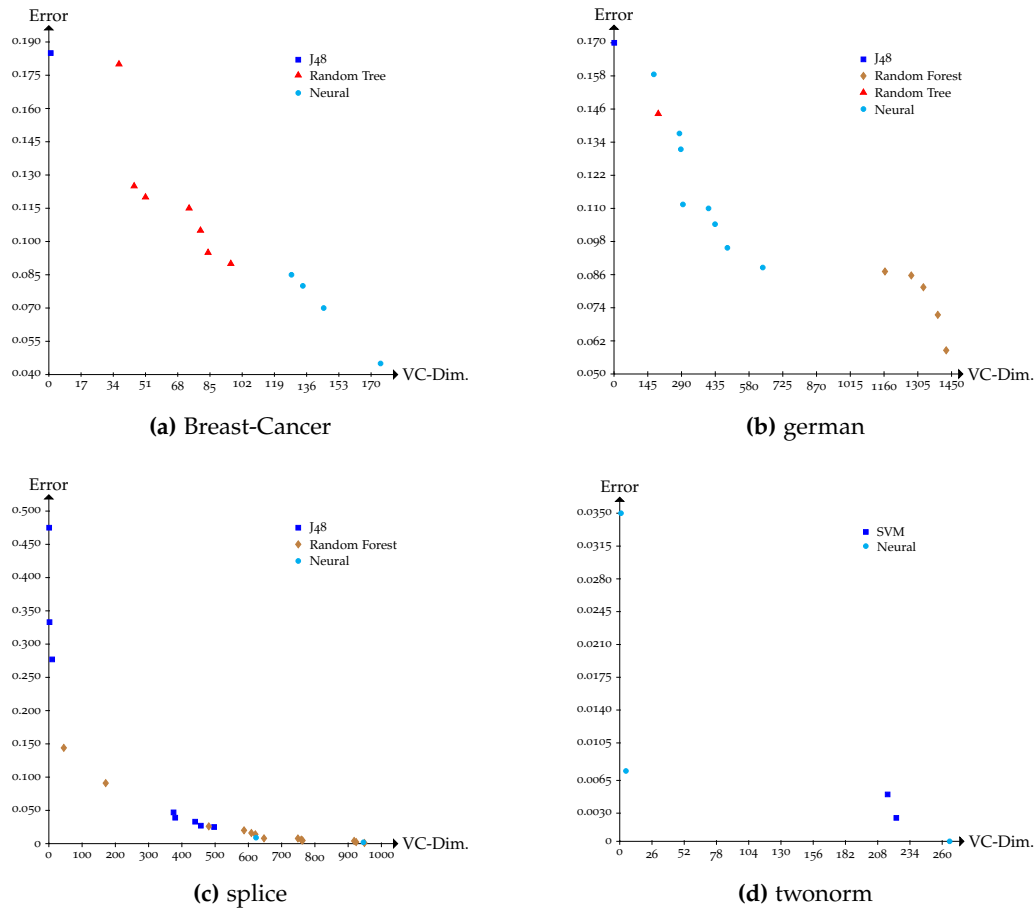 Error
0.190
0.175
0.160
0.145
0.130
0.115
0.100
0.085
0.070
0.055
0.040
0 17 34 51 68 85 102 119 136 153 170
VC-Dim.
J48
Random Tree
Neural
(a) Breast-Cancer
Error
0.170
0.158
0.146
0.134
0.122
0.110
0.098
0.086
0.074
0.062
0.050
0 145 290 435 580 725 870 1015 1160 1305 1450
VC-Dim.
J48
Random Forest
Random Tree
Neural
(b) german
Error
0.500
0.450
0.400
0.350
0.300
0.250
0.200
0.150
0.100
0.050
0
0 100 200 300 400 500 600 700 800 900 1000
VC-Dim.
J48
Random Forest
Neural
(c) splice
Error
0.0350
0.0315
0.0280
0.0245
0.0210
0.0175
0.0140
0.0105
0.0065
0.0030
0
0 26 52 78 104 130 156 182 208 234 260
VC-Dim.
SVM
Neural
(d) twonorm